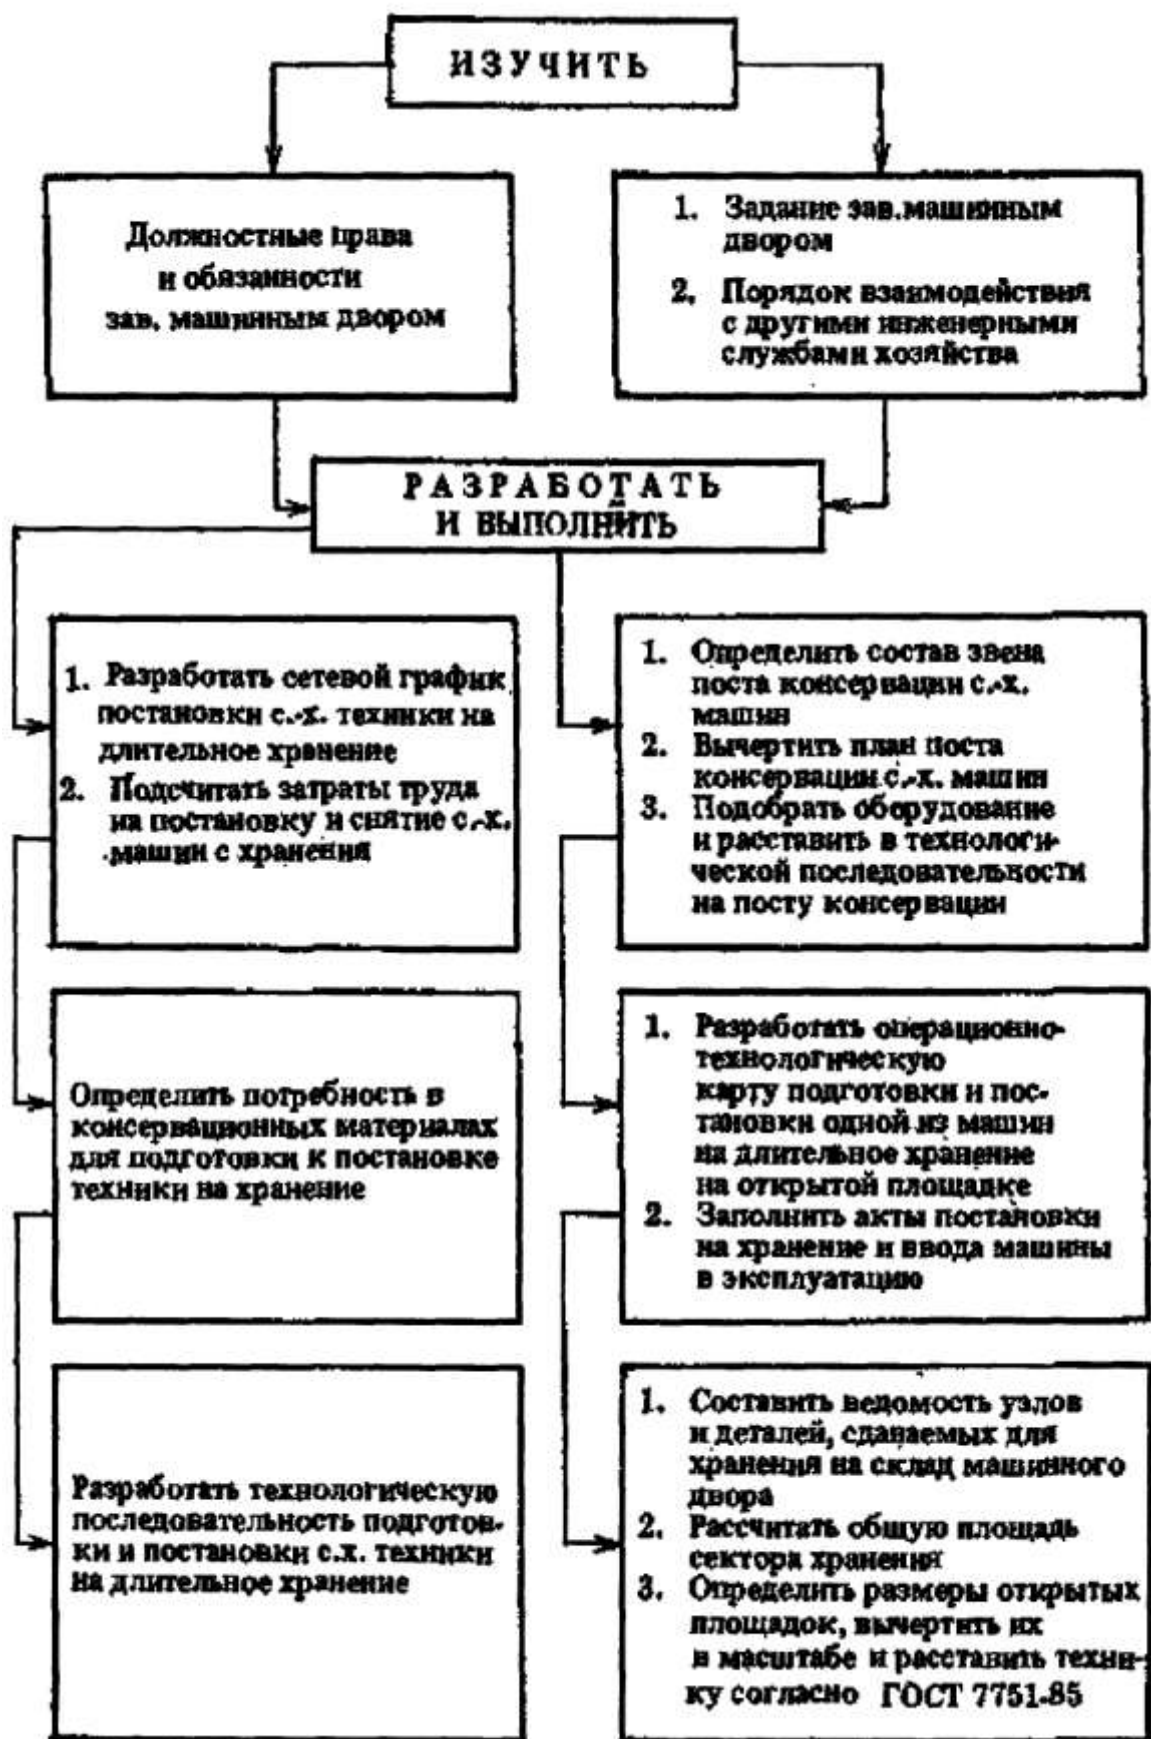 ИЗУЧИТЬ
Должностные права
и обязанности
зав. машинным двором
1. Задание зав. машинным
двором
2. Порядок взаимодействия
с другими инженерными
службами хозяйства
РАЗРАБОТАТЬ
И ВЫПОЛНИТЬ
1. Разработать сетевой график
постановки с.-х. техники на
длительное хранение
2. Подсчитать затраты труда
на постановку и снятие с.-х.
машин с хранения
1. Определить состав звена
поста консервации с.-х.
машин
2. Вычертить план поста
консервации с.-х. машин
3. Подобрать оборудование
и расставить в технологи-
ческой последовательности
на посту консервации
Определить потребность в
консервационных материалах
для подготовки к постановке
техники на хранение
1. Разработать операционно-
технологическую
карту подготовки и пос-
тановки одной из машин
на длительное хранение
на открытой площадке
2. Заполнить акты постановки
на хранение и ввода машины
в эксплуатацию
Разработать технологическую
последовательность подготов-
ки и постановки с.х. техники
на длительное хранение
1. Составить ведомость узлов
и деталей, сдаваемых для
хранения на склад машинного
двора
2. Рассчитать общую площадь
сектора хранения
3. Определить размеры открытых
площадок, вычертить их
в масштабе и расставить техни-
ку согласно ГОСТ 7751-85